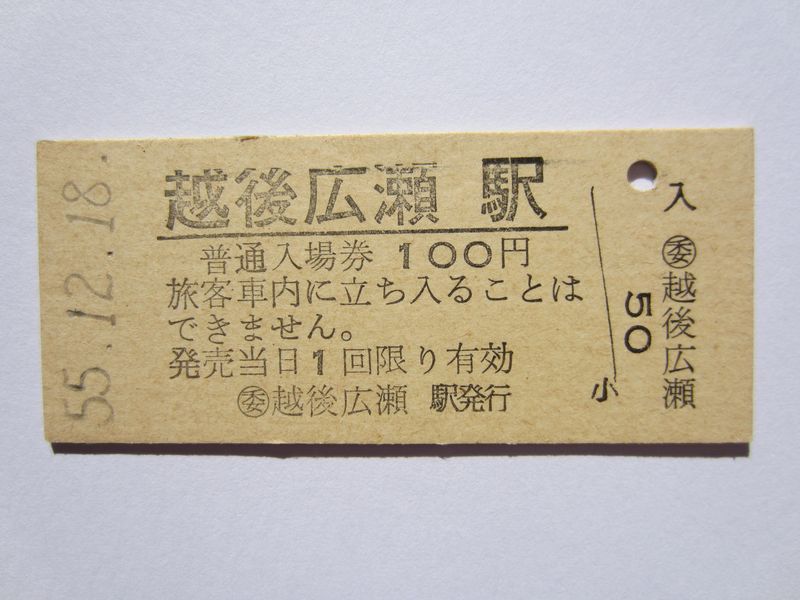 55.12.18.
越後広瀬 駅
普通入場券 100円
旅客車内に立ち入ることは
できません。
発売当日1回限り有効
㊀委越後広瀬 駅発行
小
50
入
委越後広瀬